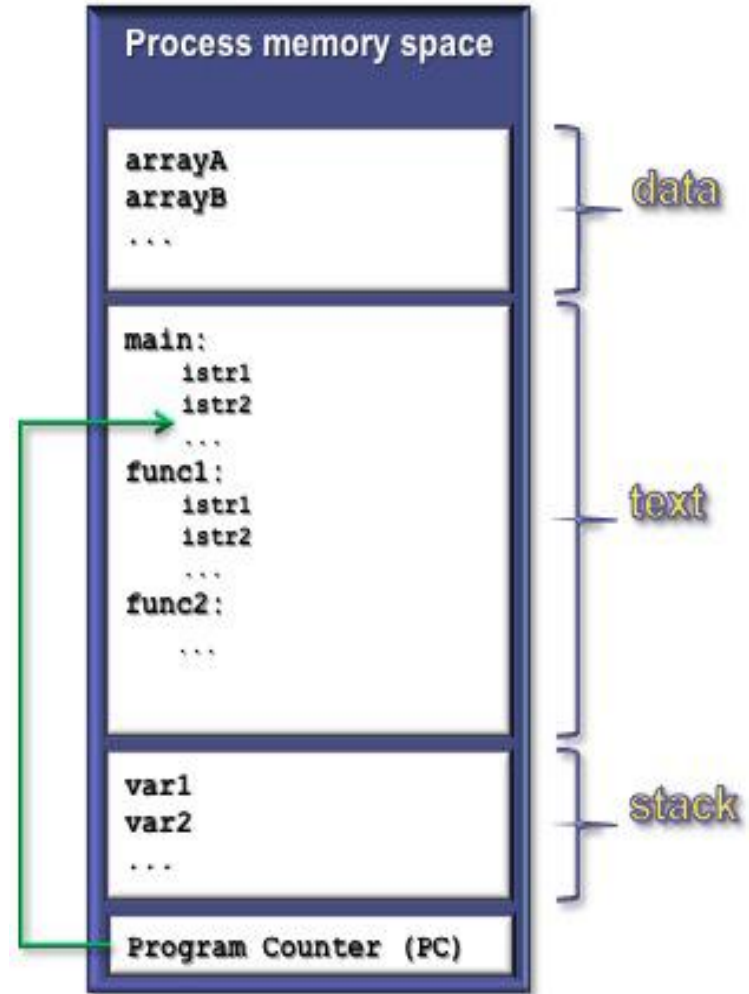 Process memory space
arrayA
arrayB
...
data
main:
istr1
istr2
...
func1:
istr1
istr2
...
func2:
...
text
var1
var2
...
stack
Program Counter (PC)